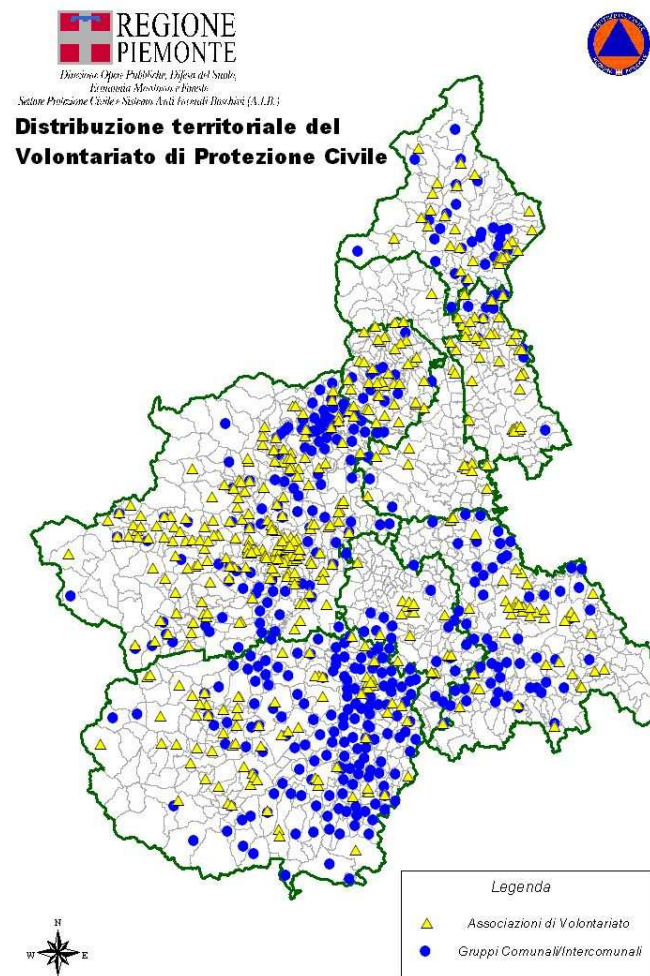 REGIONE
PIEMONTE
Direzione Opere Pubbliche, Difesa del Suolo,
Economia Montana e Foreste
Settore Protezione Civile e Sistema Anti Incendi Boschivi (A.I.B.)
Distribuzione territoriale del
Volontariato di Protezione Civile
Legenda
Associazioni di Volontariato
Gruppi Comunali/Intercomunali
N
W E
S